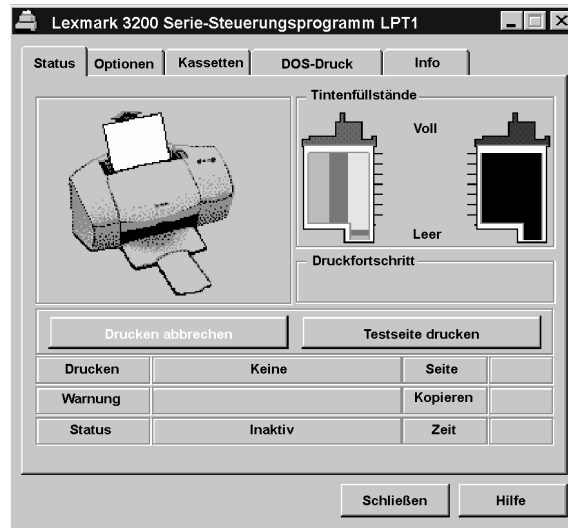 Lexmark 3200 Serie-Steuerungsprogramm LPT1
Status Optionen Kassetten DOS-Druck Info
Tintenfüllstände
Voll
Leer
Druckfortschritt
Drucken abbrechen Testseite drucken
Drucken Keine Seite
Warnung Kopieren
Status Inaktiv Zeit
Schließen Hilfe